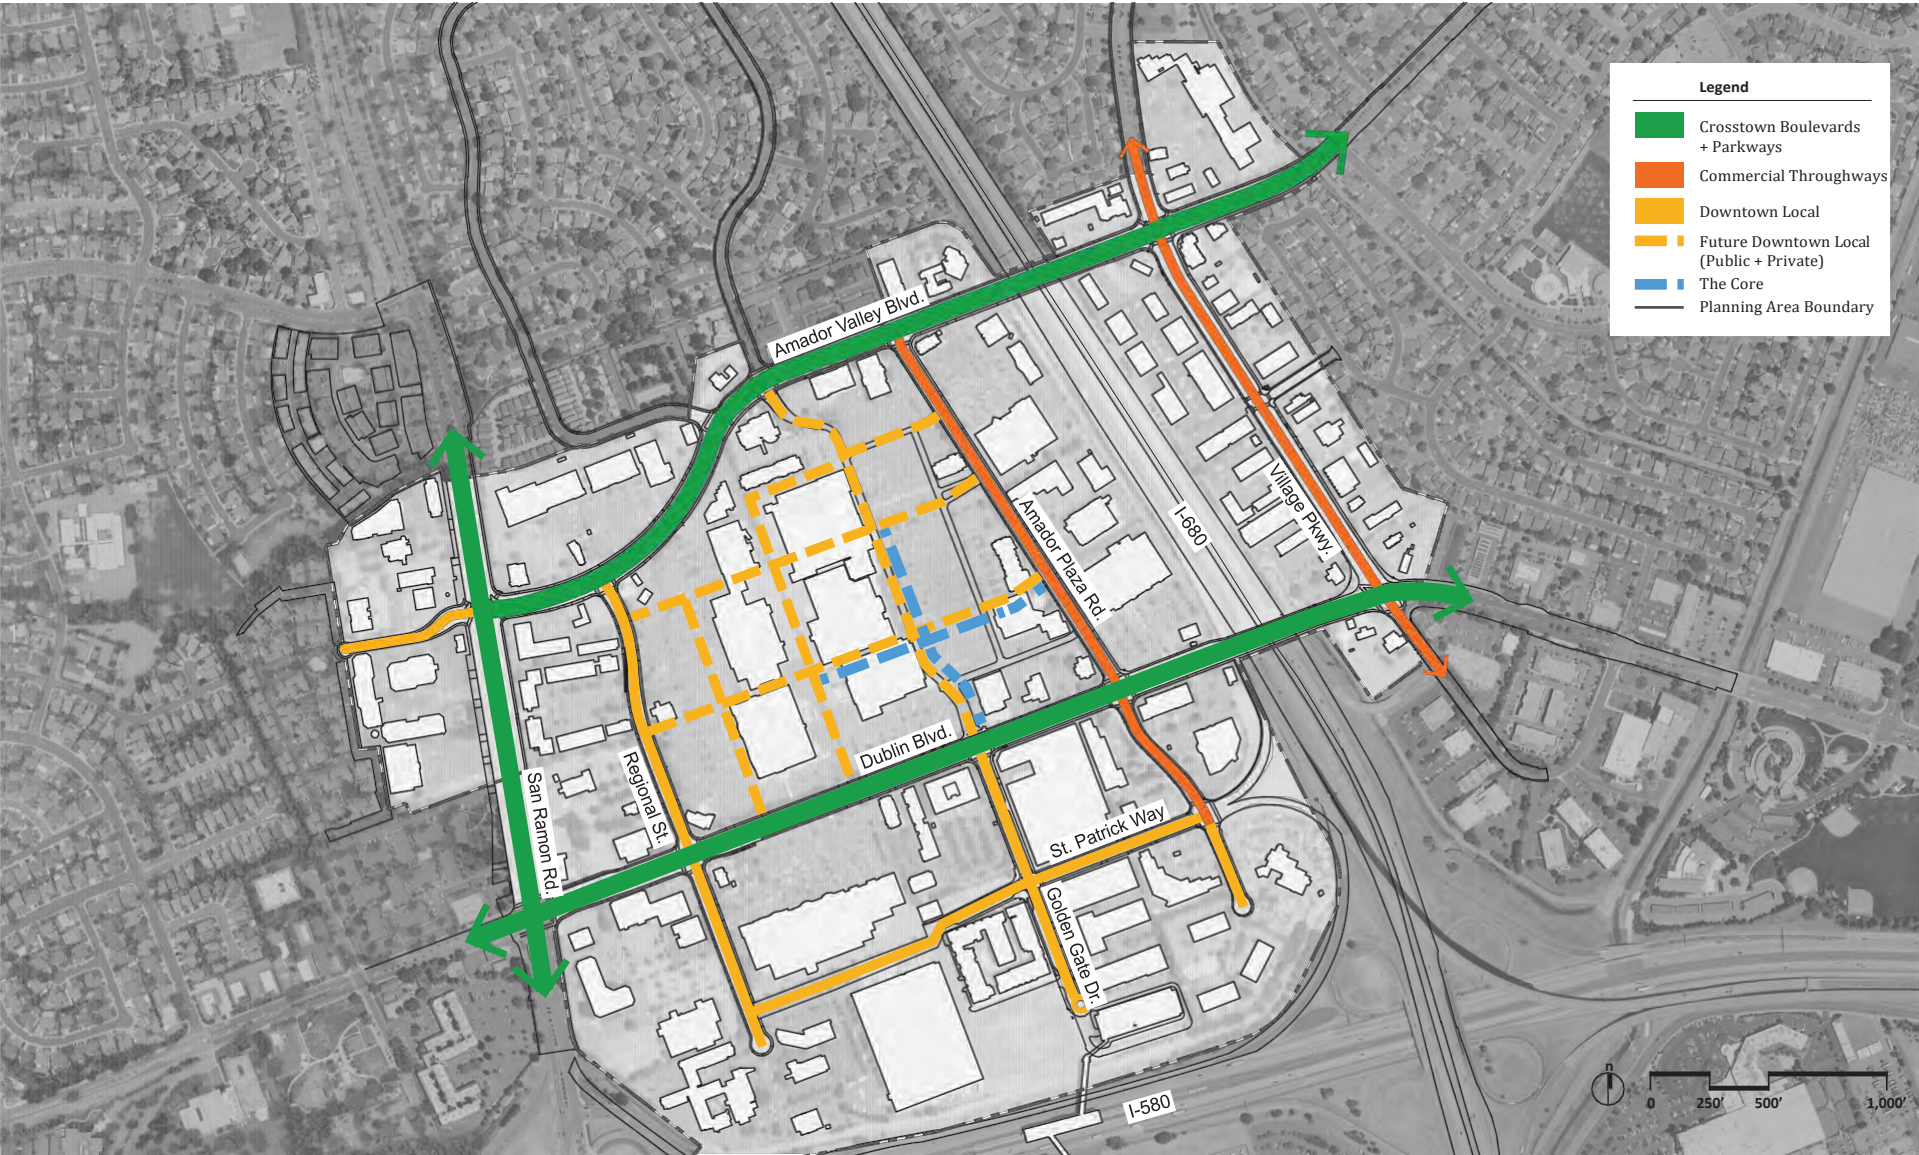 Legend
Crosstown Boulevards
+ Parkways
Commercial Throughways
Downtown Local
Future Downtown Local
(Public + Private)
The Core
Planning Area Boundary
Amador Valley Blvd.
Village Pkwy.
I-680
Amador Plaza Rd.
Dublin Blvd.
Regional St.
San Ramon Rd.
St. Patrick Way
Golden Gate Dr.
I-580
n
0 250' 500' 1,000'